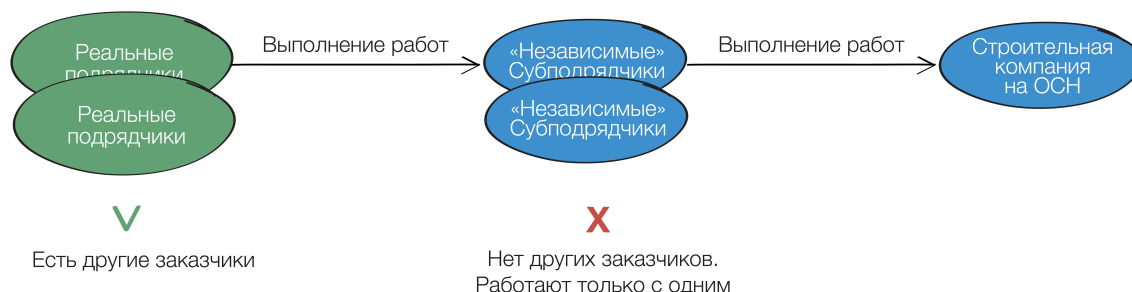 Реальные
подрядчики
Реальные
подрядчики
Выполнение работ
«Независимые»
Субподрядчики
«Независимые»
Субподрядчики
Выполнение работ
Строительная
компания
на ОСН
V
Есть другие заказчики
X
Нет других заказчиков.
Работают только с одним